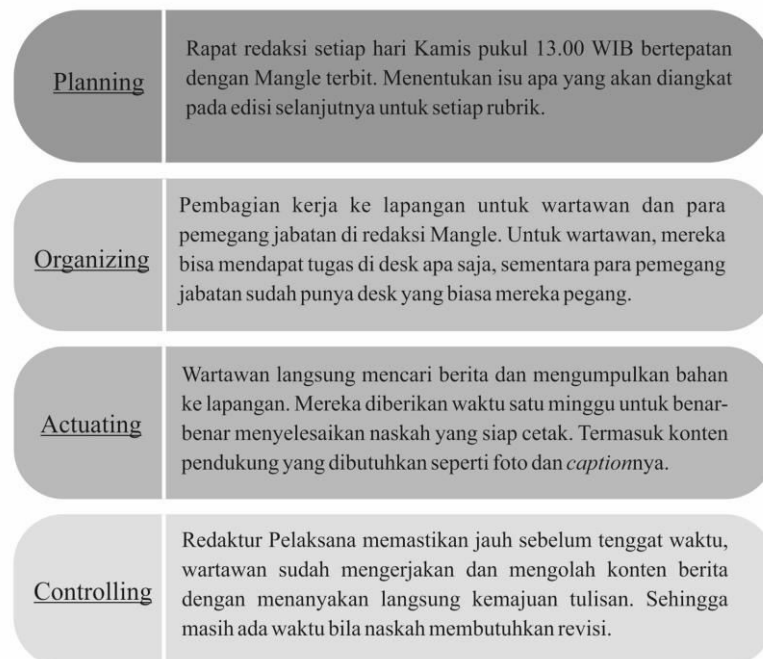 Planning
Rapat redaksi setiap hari Kamis pukul 13.00 WIB bertepatan
dengan Mangle terbit. Menentukan isu apa yang akan diangkat
pada edisi selanjutnya untuk setiap rubrik.
Organizing
Pembagian kerja ke lapangan untuk wartawan dan para
pemegang jabatan di redaksi Mangle. Untuk wartawan, mereka
bisa mendapat tugas di desk apa saja, sementara para pemegang
jabatan sudah punya desk yang biasa mereka pegang.
Actuating
Wartawan langsung mencari berita dan mengumpulkan bahan
ke lapangan. Mereka diberikan waktu satu minggu untuk benar-
benar menyelesaikan naskah yang siap cetak. Termasuk konten
pendukung yang dibutuhkan seperti foto dan captionnya.
Controlling
Redaktur Pelaksana memastikan jauh sebelum tenggat waktu,
wartawan sudah mengerjakan dan mengolah konten berita
dengan menanyakan langsung kemajuan tulisan. Sehingga
masih ada waktu bila naskah membutuhkan revisi.